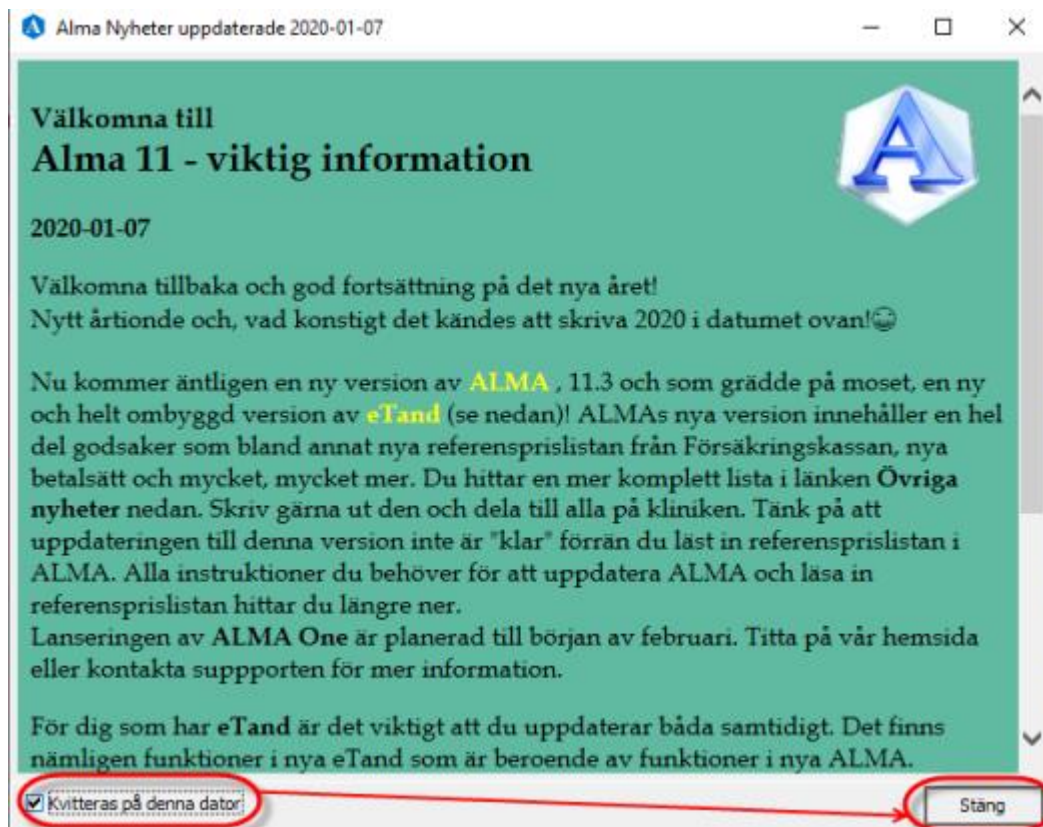 Alma Nyheter uppdaterade 2020-01-07
Välkomna till
Alma 11 - viktig information
A
2020-01-07
Välkomna tillbaka och god fortsättning på det nya året!
Nytt årtionde och, vad konstigt det kändes att skriva 2020 i datumet ovan!😀
Nu kommer äntligen en ny version av ALMA , 11.3 och som grädde på moset, en ny
och helt ombyggd version av eTand (se nedan)! ALMAs nya version innehåller en hel
del godsaker som bland annat nya referensprislistan från Försäkringskassan, nya
betalsätt och mycket, mycket mer. Du hittar en mer komplett lista i länken Övriga
nyheter nedan. Skriv gärna ut den och dela till alla på kliniken. Tänk på att
uppdateringen till denna version inte är "klar" förrän du läst in referensprislistan i
ALMA. Alla instruktioner du behöver för att uppdatera ALMA och läsa in
referensprislistan hittar du längre ner.
Lanseringen av ALMA One är planerad till början av februari. Titta på vår hemsida
eller kontakta suppporten för mer information.
För dig som har eTand är det viktigt att du uppdaterar båda samtidigt. Det finns
nämligen funktioner i nya eTand som är beroende av funktioner i nya ALMA.
Kvitteras på denna dator
Stäng